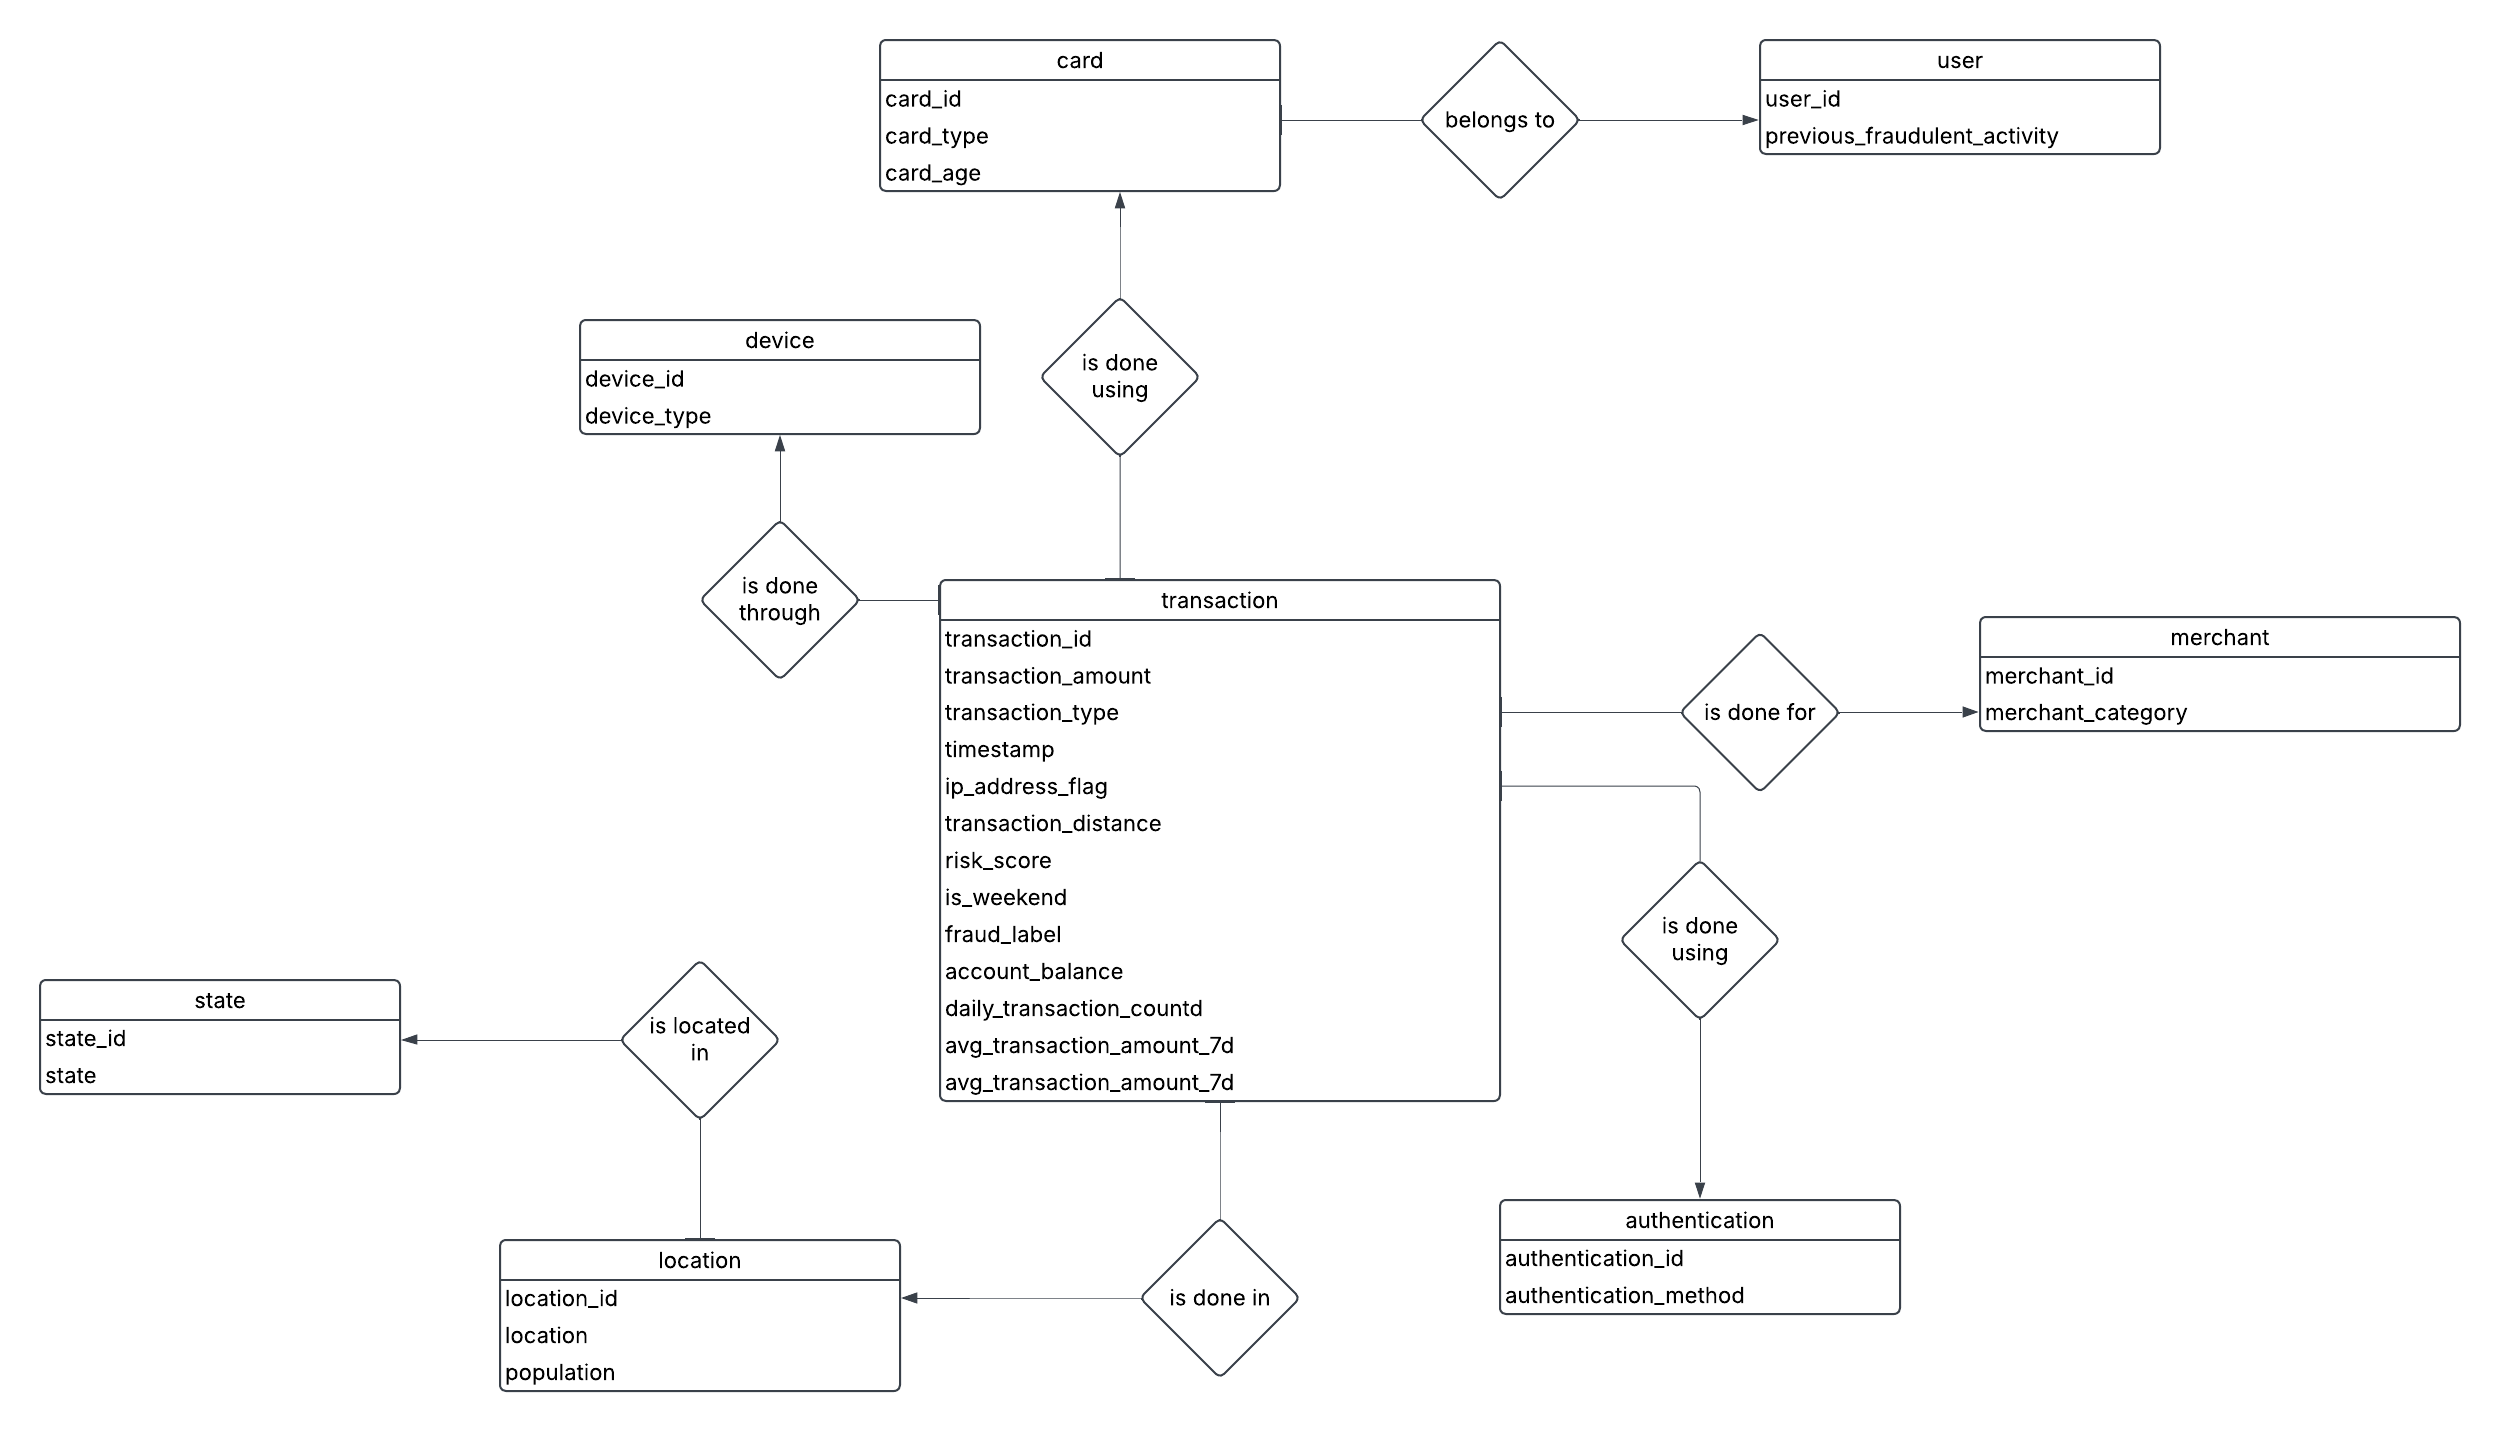 card
card_id
card_type
card_age
belongs to
user
user_id
previous_fraudulent_activity
device
device_id
device_type
is done
using
is done
through
transaction
transaction_id
transaction_amount
transaction_type
timestamp
ip_address_flag
transaction_distance
risk_score
is_weekend
fraud_label
account_balance
daily_transaction_countd
avg_transaction_amount_7d
avg_transaction_amount_7d
is done for
merchant
merchant_id
merchant_category
is done
using
state
state_id
state
is located
in
location
location_id
location
population
is done in
authentication
authentication_id
authentication_method